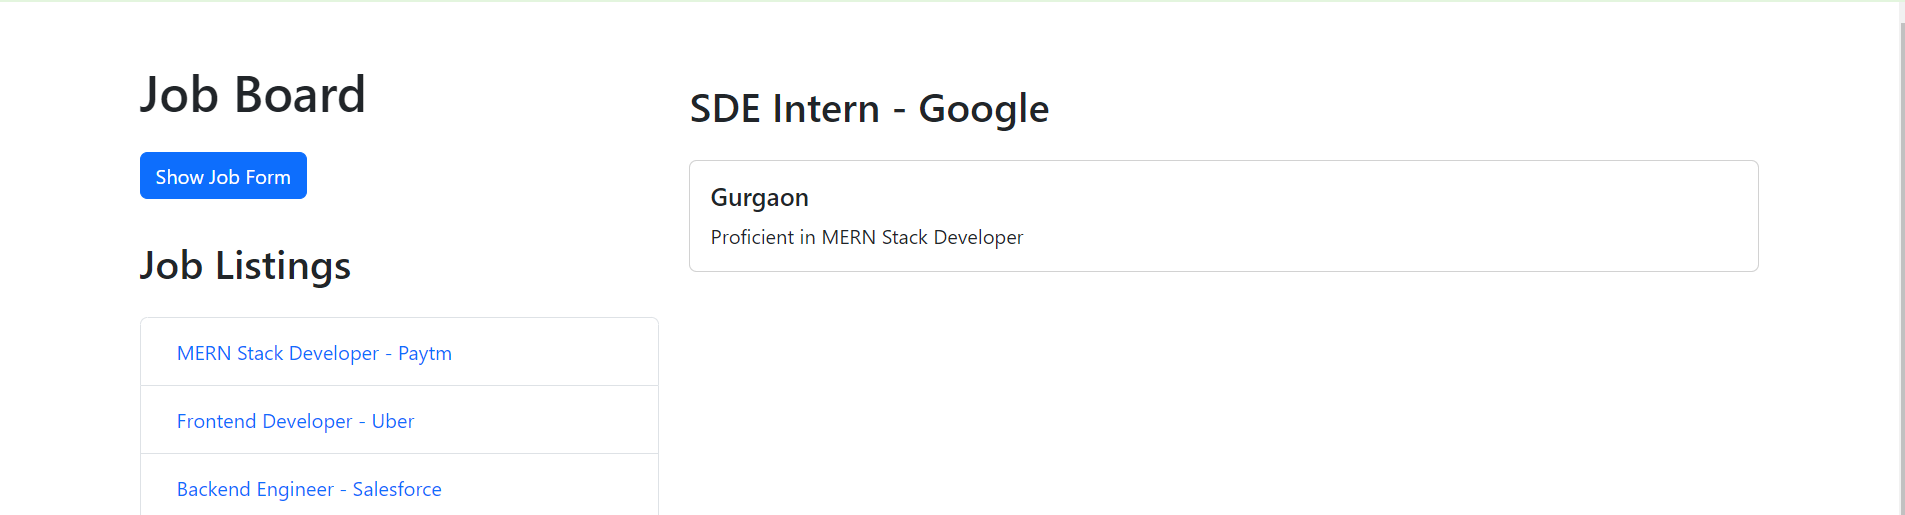 Job Board
Show Job Form
Job Listings
MERN Stack Developer - Paytm
Frontend Developer - Uber
Backend Engineer - Salesforce
SDE Intern - Google
Gurgaon
Proficient in MERN Stack Developer